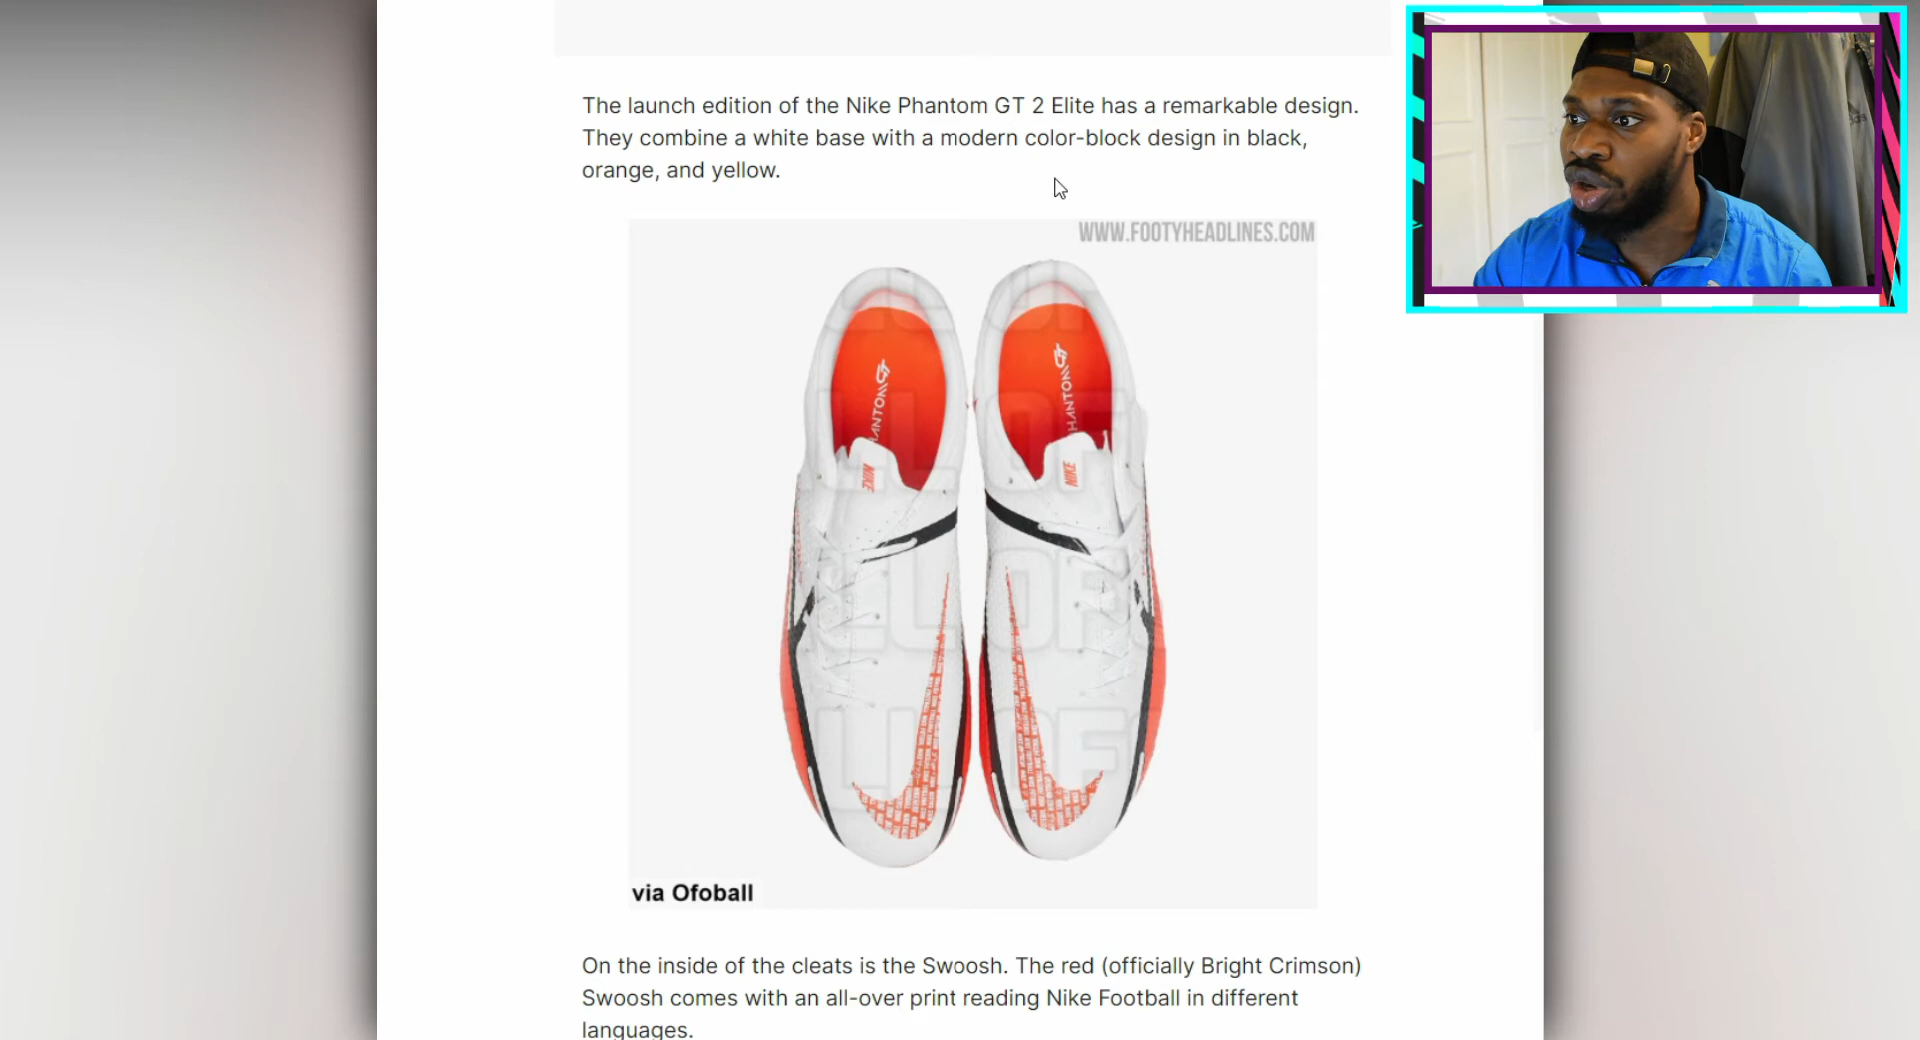 The launch edition of the Nike Phantom GT 2 Elite has a remarkable design.
They combine a white base with a modern color-block design in black,
orange, and yellow.
WWW.FOOTYHEADLINES.COM
NIKE
NIKE
via Ofoball
On the inside of the cleats is the Swoosh. The red (officially Bright Crimson)
Swoosh comes with an all-over print reading Nike Football in different
languages.